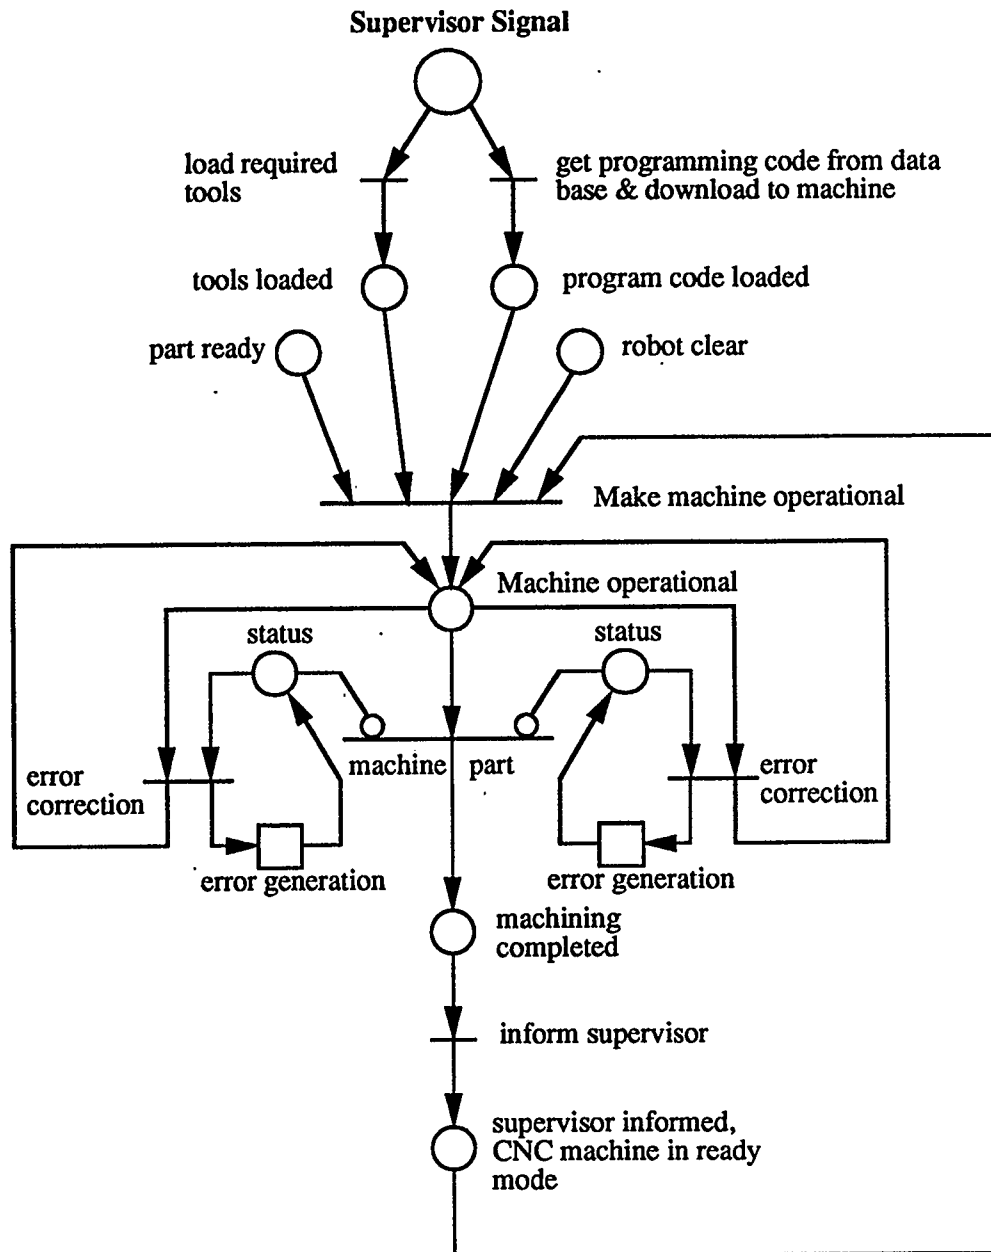 Supervisor Signal
load required
tools
get programming code from data
base & download to machine
tools loaded
program code loaded
part ready
robot clear
Make machine operational
Machine operational
status
status
machine part
error
correction
error
correction
error generation
error generation
machining
completed
inform supervisor
supervisor informed,
CNC machine in ready
mode